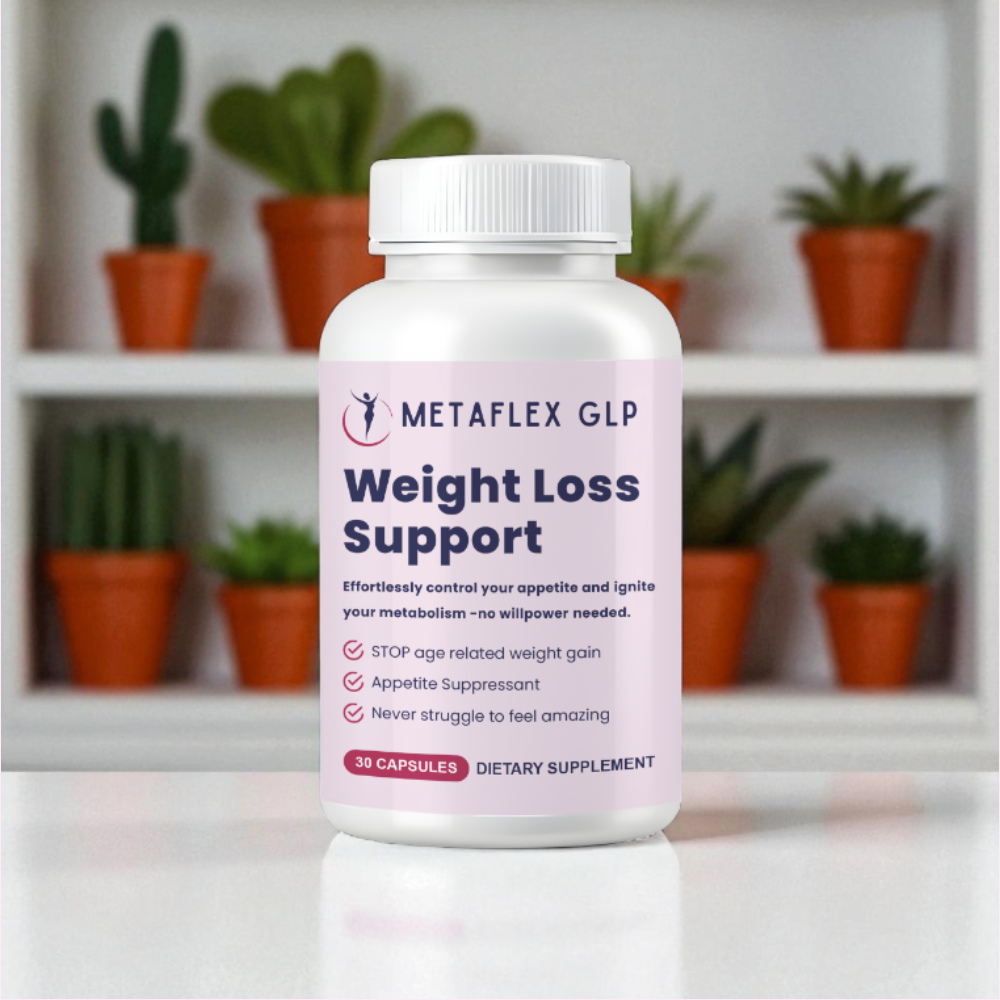 METAFLEX GLP
Weight Loss
Support
Effortlessly control your appetite and ignite
your metabolism -no willpower needed.
STOP age related weight gain
Appetite Suppressant
Never struggle to feel amazing
30 CAPSULES DIETARY SUPPLEMENT